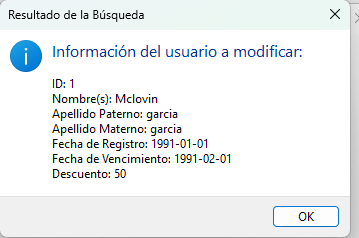 Resultado de la Búsqueda
Información del usuario a modificar:
ID: 1
Nombre(s): Mclovin
Apellido Paterno: garcia
Apellido Materno: garcia
Fecha de Registro: 1991-01-01
Fecha de Vencimiento: 1991-02-01
Descuento: 50
OK